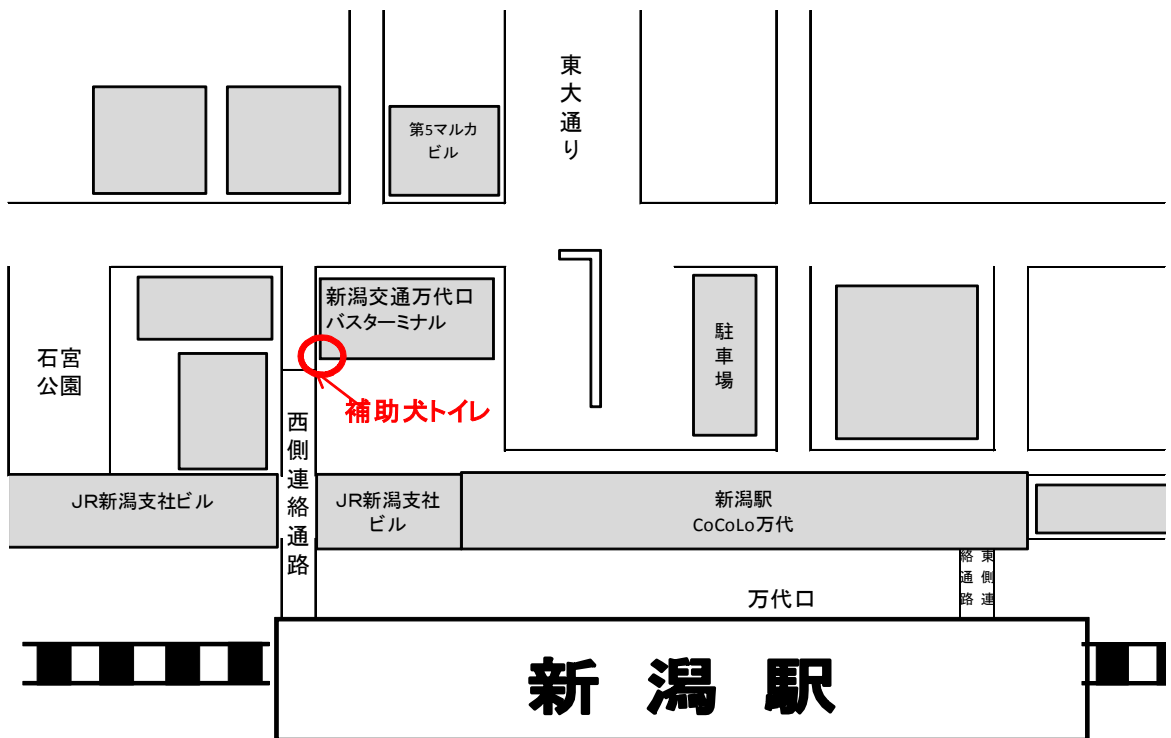 東大通り
第5マルカ
ビル
新潟交通万代口
バスターミナル
石宮
公園
駐車場
補助犬トイレ
西側連絡通路
JR新潟支社ビル
JR新潟支社
ビル
新潟駅
CoCoLo万代
東側連
絡通路
万代口
新潟駅